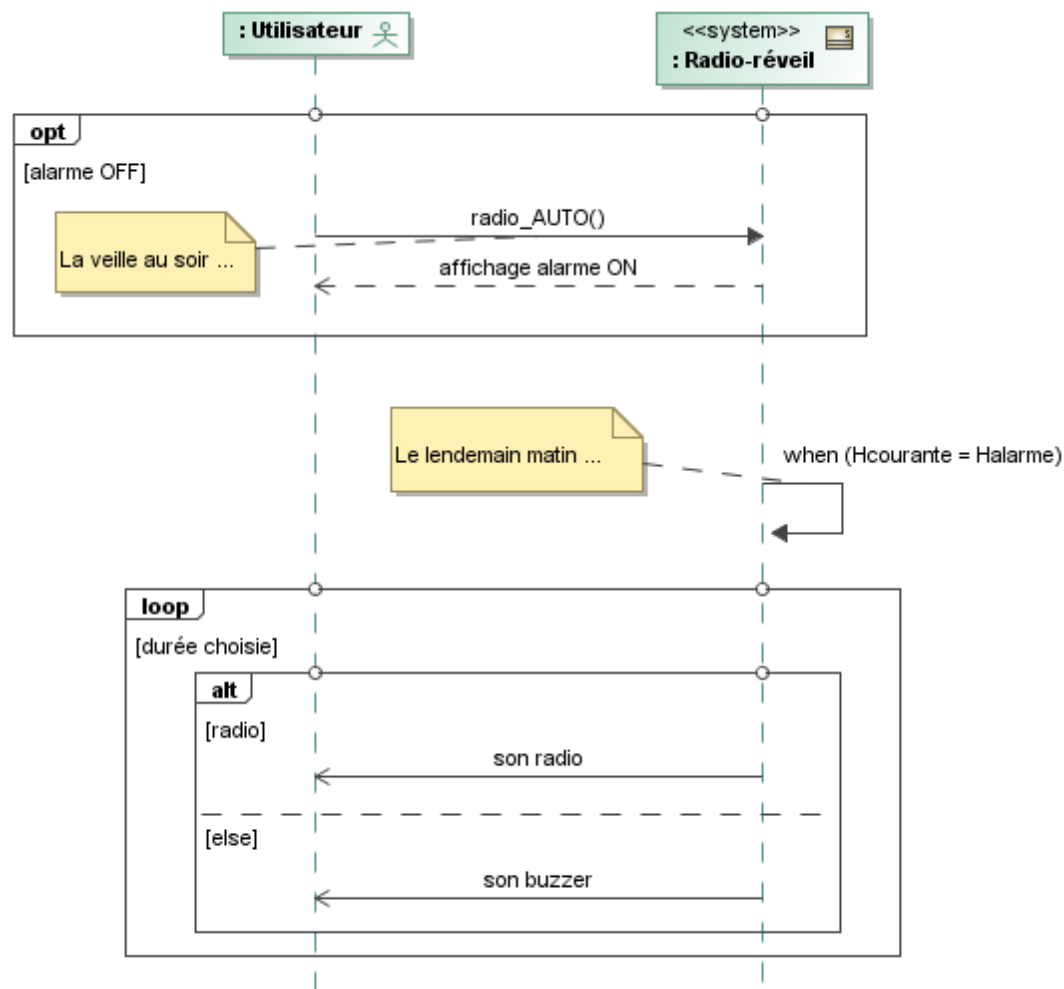 : Utilisateur
<<system>>
: Radio-réveil
opt
[alarme OFF]
radio_AUTO()
La veille au soir ...
affichage alarme ON
Le lendemain matin ...
when (Hcourante = Halarme)
loop
[durée choisie]
alt
[radio]
son radio
[else]
son buzzer